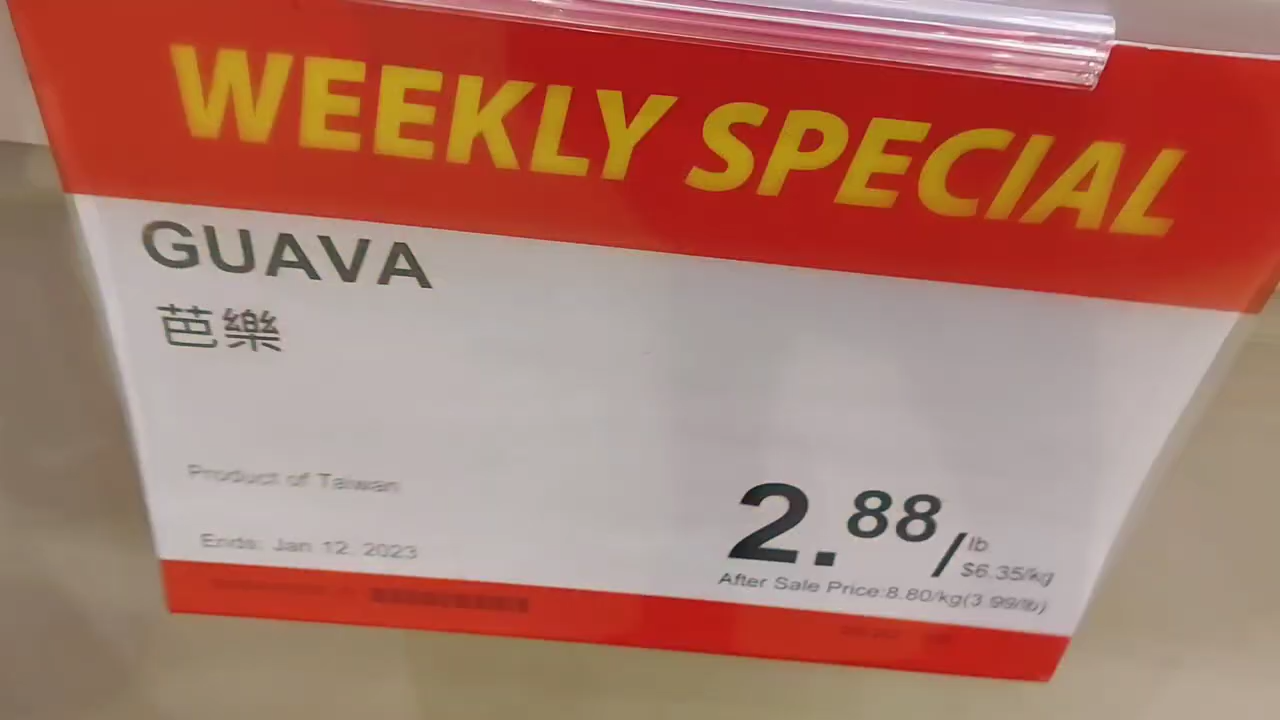 WEEKLY SPECIAL
GUAVA
芭樂
Product of Taiwan
Ends: Jan 12, 2023
2.88/lb
$6.35/kg
After Sale Price:8.80/kg(3.99/lb)